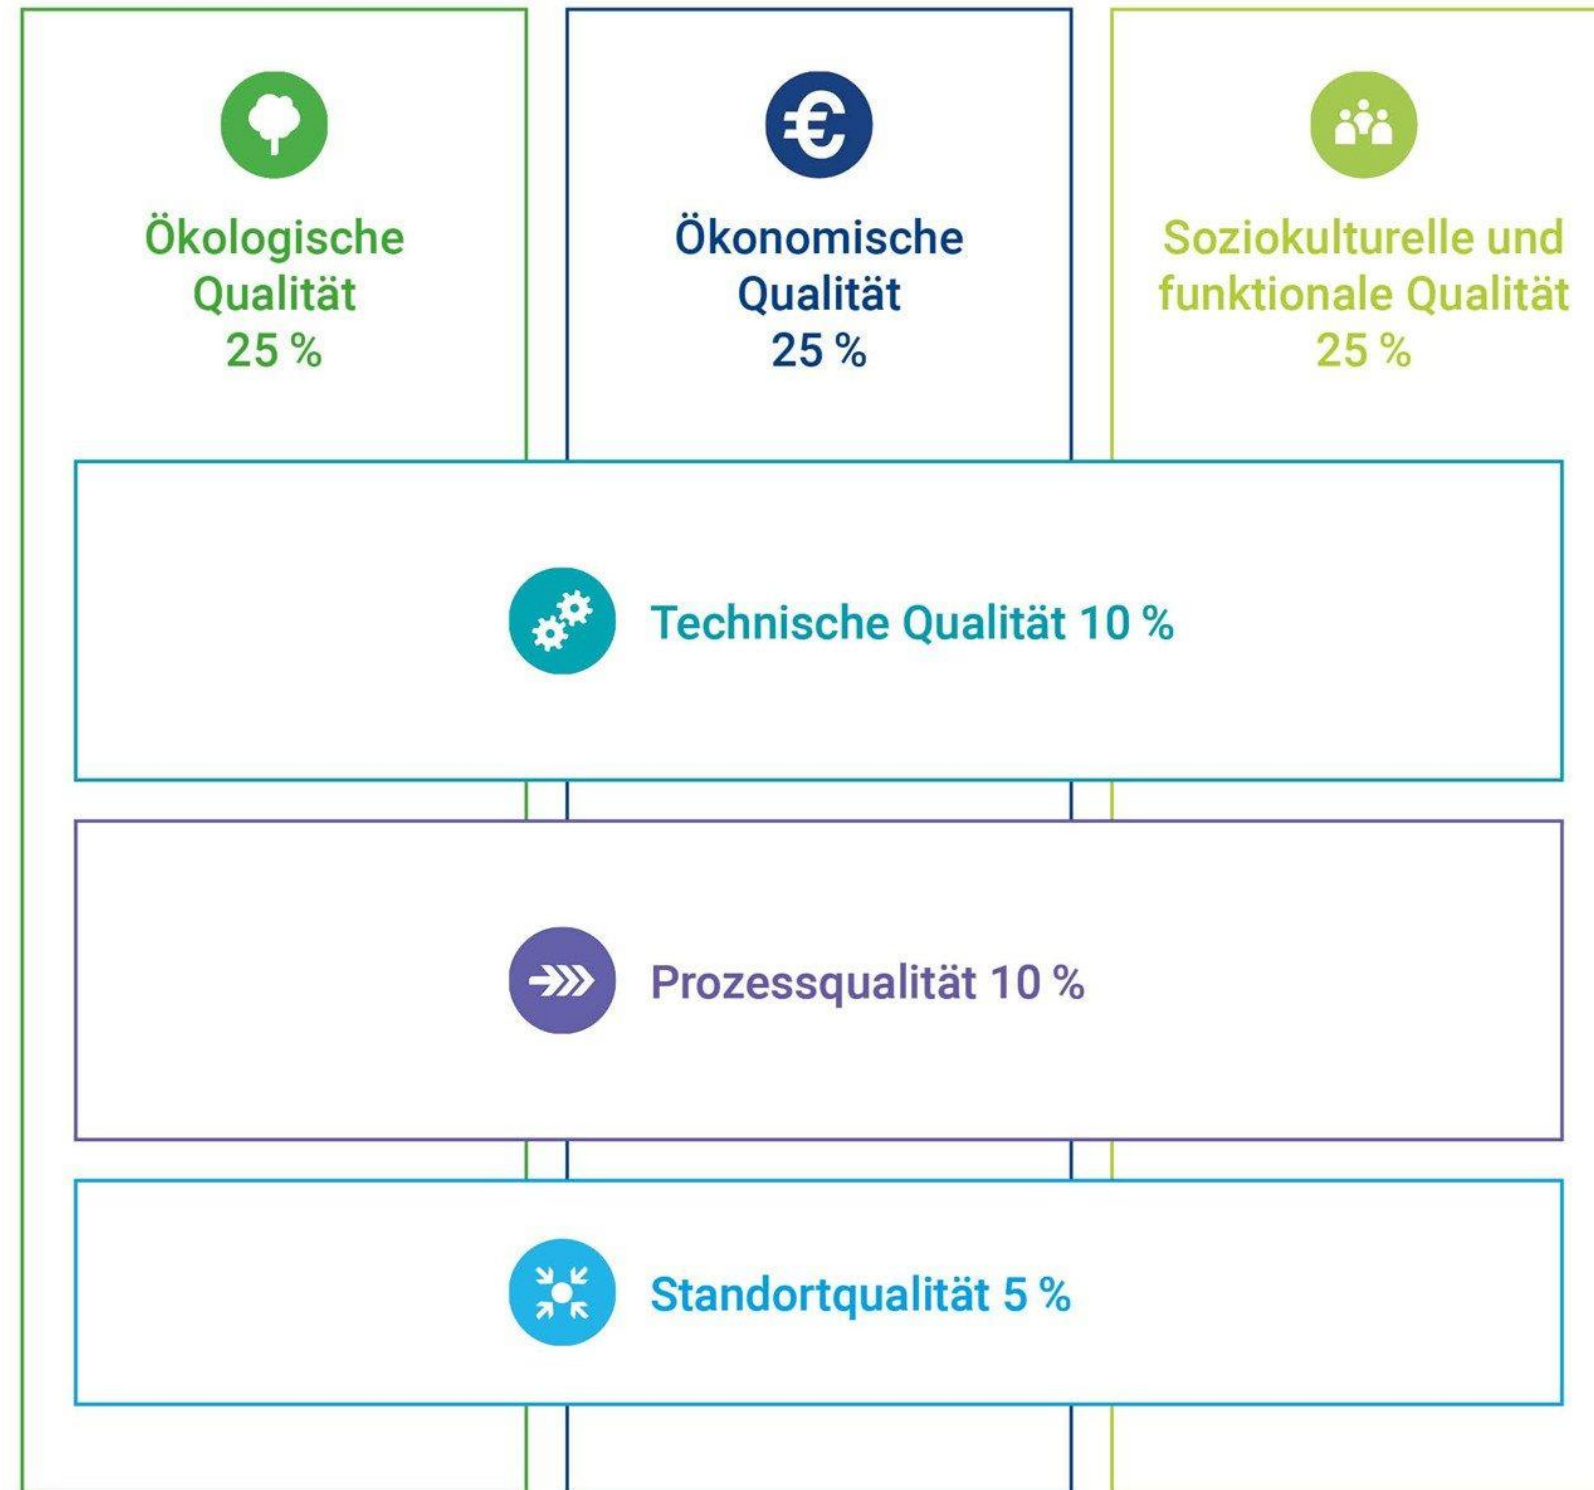 Ökologische
Qualität
25 %
Ökonomische
Qualität
25 %
Soziokulturelle und
funktionale Qualität
25 %
Technische Qualität 10 %
Prozessqualität 10 %
Standortqualität 5 %